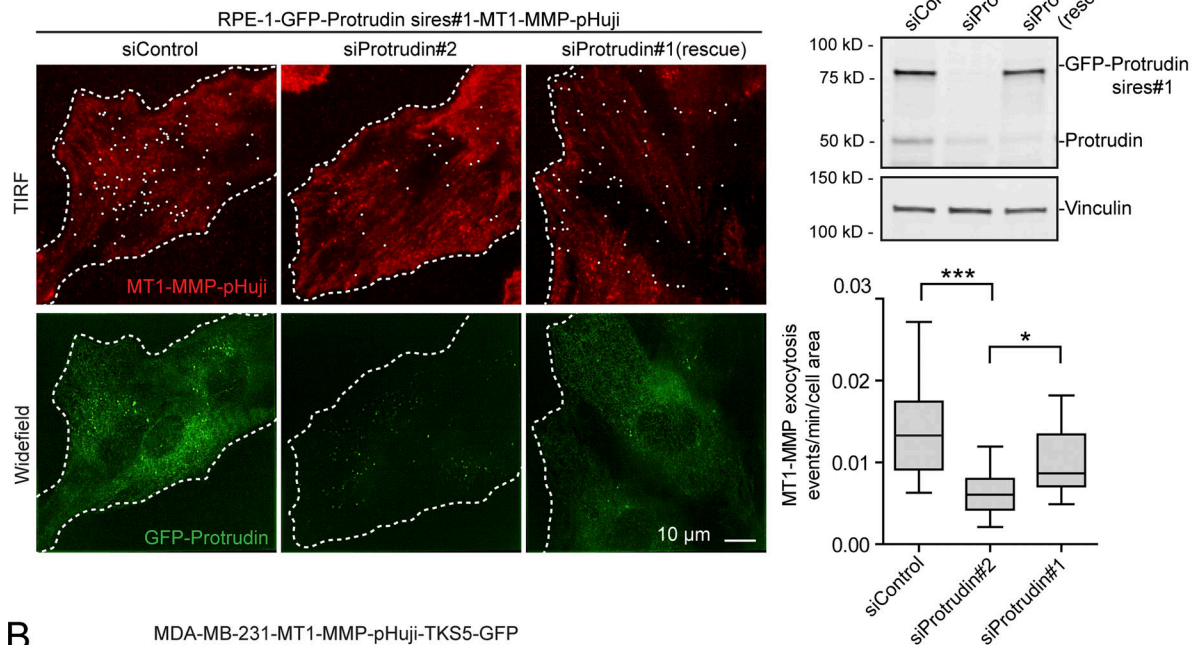 RPE-1-GFP-Protrudin sires#1-MT1-MMP-pHuji
siControl
siProtrudin#2
siProtrudin#1(rescue)
TIRF
MT1-MMP-pHuji
Widefield
GFP-Protrudin
10 µm
(rescue)
100 kD -
75 kD -
50 kD -
-GFP-Protrudin
sires#1
-Protrudin
150 kD -
100 kD -
-Vinculin
MT1-MMP exocytosis
events/min/cell area
0.03
0.02
0.01
0.00
***
*
siControl
siProtrudin#2
siProtrudin#1
B
MDA-MB-231-MT1-MMP-pHuji-TKS5-GFP